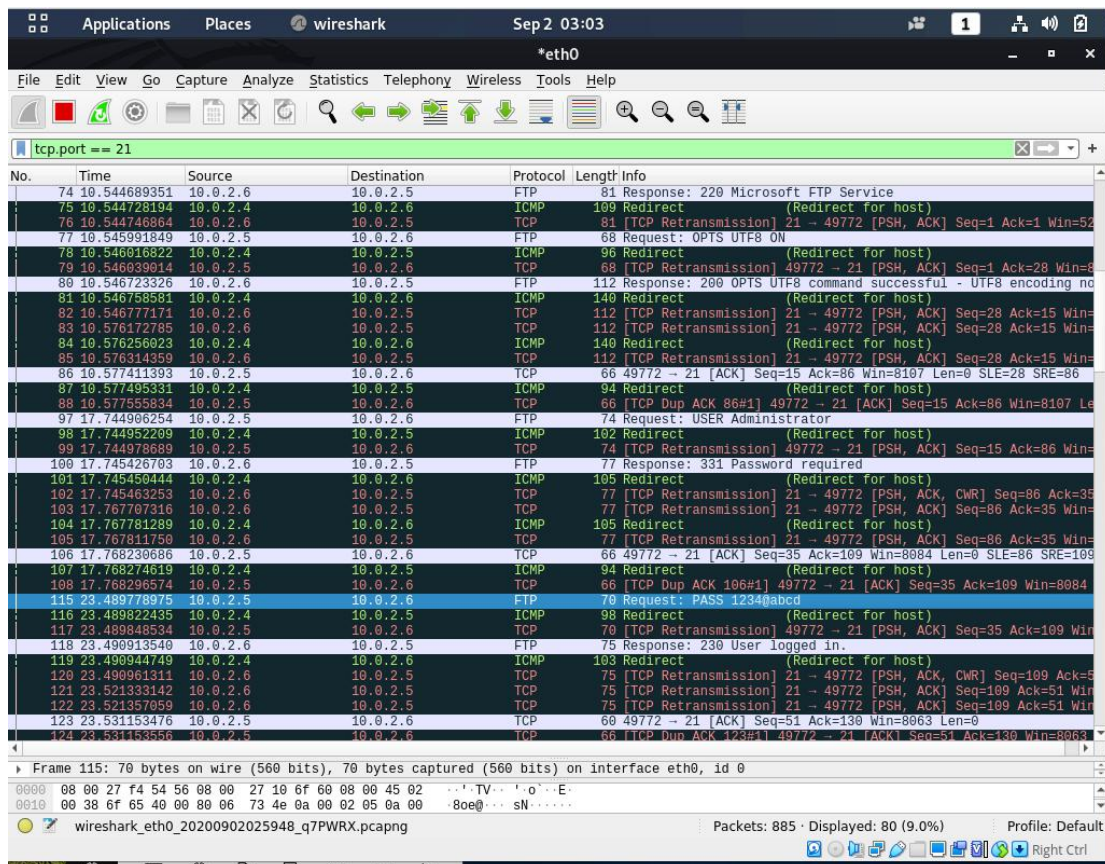 Applications Places wireshark Sep 2 03:03 1
*eth0
File Edit View Go Capture Analyze Statistics Telephony Wireless Tools Help
tcp.port == 21
No. Time Source Destination Protocol Length Info
74 10.544689351 10.0.2.6 10.0.2.5 FTP 81 Response: 220 Microsoft FTP Service
75 10.544728194 10.0.2.4 10.0.2.6 ICMP 109 Redirect (Redirect for host)
76 10.544746864 10.0.2.6 10.0.2.5 TCP 81 [TCP Retransmission] 21 → 49772 [PSH, ACK] Seq=1 Ack=1 Win=52
77 10.545991849 10.0.2.5 10.0.2.6 FTP 68 Request: OPTS UTF8 ON
78 10.546016822 10.0.2.4 10.0.2.5 ICMP 96 Redirect (Redirect for host)
79 10.546039014 10.0.2.5 10.0.2.6 TCP 68 [TCP Retransmission] 49772 → 21 [PSH, ACK] Seq=1 Ack=28 Win=8
80 10.546723326 10.0.2.6 10.0.2.5 FTP 112 Response: 200 OPTS UTF8 command successful - UTF8 encoding no
81 10.546758581 10.0.2.4 10.0.2.6 ICMP 140 Redirect (Redirect for host)
82 10.546777171 10.0.2.6 10.0.2.5 TCP 112 [TCP Retransmission] 21 → 49772 [PSH, ACK] Seq=28 Ack=15 Win=
83 10.576172785 10.0.2.6 10.0.2.5 TCP 112 [TCP Retransmission] 21 → 49772 [PSH, ACK] Seq=28 Ack=15 Win=
84 10.576256023 10.0.2.4 10.0.2.6 ICMP 140 Redirect (Redirect for host)
85 10.576314359 10.0.2.6 10.0.2.5 TCP 112 [TCP Retransmission] 21 → 49772 [PSH, ACK] Seq=28 Ack=15 Win=
86 10.577411393 10.0.2.5 10.0.2.6 TCP 66 49772 → 21 [ACK] Seq=15 Ack=86 Win=8107 Len=0 SLE=28 SRE=86
87 10.577495331 10.0.2.4 10.0.2.5 ICMP 94 Redirect (Redirect for host)
88 10.577555834 10.0.2.5 10.0.2.6 TCP 66 [TCP Dup ACK 86#1] 49772 → 21 [ACK] Seq=15 Ack=86 Win=8107 Le
97 17.744906254 10.0.2.5 10.0.2.6 FTP 74 Request: USER Administrator
98 17.744952209 10.0.2.4 10.0.2.5 ICMP 102 Redirect (Redirect for host)
99 17.744978689 10.0.2.5 10.0.2.6 TCP 74 [TCP Retransmission] 49772 → 21 [PSH, ACK] Seq=15 Ack=86 Win=
100 17.745426703 10.0.2.6 10.0.2.5 FTP 77 Response: 331 Password required
101 17.745450444 10.0.2.4 10.0.2.6 ICMP 105 Redirect (Redirect for host)
102 17.745463253 10.0.2.6 10.0.2.5 TCP 77 [TCP Retransmission] 21 → 49772 [PSH, ACK, CWR] Seq=86 Ack=35
103 17.767707316 10.0.2.6 10.0.2.5 TCP 77 [TCP Retransmission] 21 → 49772 [PSH, ACK] Seq=86 Ack=35 Win=
104 17.767781289 10.0.2.4 10.0.2.6 ICMP 105 Redirect (Redirect for host)
105 17.767811750 10.0.2.6 10.0.2.5 TCP 77 [TCP Retransmission] 21 → 49772 [PSH, ACK] Seq=86 Ack=35 Win=
106 17.768230686 10.0.2.5 10.0.2.6 TCP 66 49772 → 21 [ACK] Seq=35 Ack=109 Win=8084 Len=0 SLE=86 SRE=109
107 17.768274619 10.0.2.4 10.0.2.5 ICMP 94 Redirect (Redirect for host)
108 17.768296574 10.0.2.5 10.0.2.6 TCP 66 [TCP Dup ACK 106#1] 49772 → 21 [ACK] Seq=35 Ack=109 Win=8084
115 23.489778975 10.0.2.5 10.0.2.6 FTP 70 Request: PASS 1234@abcd
116 23.489822435 10.0.2.4 10.0.2.5 ICMP 98 Redirect (Redirect for host)
117 23.489848534 10.0.2.5 10.0.2.6 TCP 70 [TCP Retransmission] 49772 → 21 [PSH, ACK] Seq=35 Ack=109 Win
118 23.490913540 10.0.2.6 10.0.2.5 FTP 75 Response: 230 User logged in.
119 23.490944749 10.0.2.4 10.0.2.6 ICMP 103 Redirect (Redirect for host)
120 23.490961311 10.0.2.6 10.0.2.5 TCP 75 [TCP Retransmission] 21 → 49772 [PSH, ACK, CWR] Seq=109 Ack=5
121 23.521333142 10.0.2.6 10.0.2.5 TCP 75 [TCP Retransmission] 21 → 49772 [PSH, ACK] Seq=109 Ack=51 Win
122 23.521357059 10.0.2.6 10.0.2.5 TCP 75 [TCP Retransmission] 21 → 49772 [PSH, ACK] Seq=109 Ack=51 Win
123 23.531153476 10.0.2.5 10.0.2.6 TCP 60 49772 → 21 [ACK] Seq=51 Ack=130 Win=8063 Len=0
124 23.531153556 10.0.2.5 10.0.2.6 TCP 66 [TCP Dup ACK 123#1] 49772 → 21 [ACK] Seq=51 Ack=130 Win=8063
Frame 115: 70 bytes on wire (560 bits), 70 bytes captured (560 bits) on interface eth0, id 0
0000 08 00 27 f4 54 56 08 00 27 10 6f 60 08 00 45 02 ··'·TV·· '·o`··E·
0010 00 38 6f 65 40 00 80 06 73 4e 0a 00 02 05 0a 00 ·8oe@··· sN······
wireshark_eth0_20200902025948_q7PWRX.pcapng Packets: 885 · Displayed: 80 (9.0%) Profile: Default
Right Ctrl